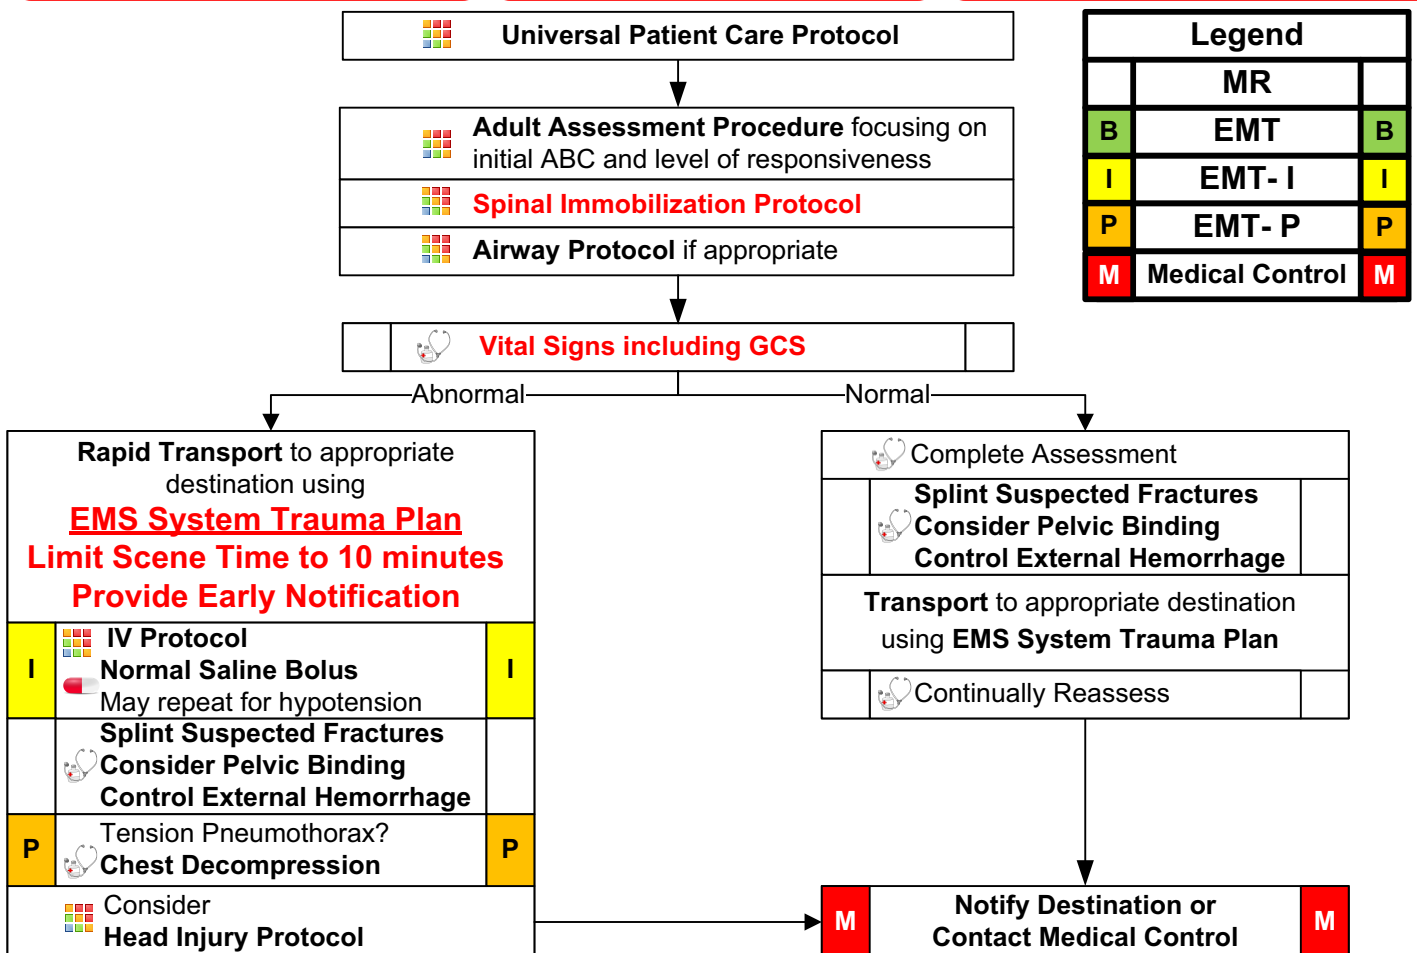 Universal Patient Care Protocol
Legend
MR
B EMT B
I EMT- I I
P EMT- P P
M Medical Control M
Adult Assessment Procedure focusing on
initial ABC and level of responsiveness
Spinal Immobilization Protocol
Airway Protocol if appropriate
Vital Signs including GCS
Abnormal
Normal
Rapid Transport to appropriate
destination using
EMS System Trauma Plan
Limit Scene Time to 10 minutes
Provide Early Notification
I IV Protocol I
Normal Saline Bolus
May repeat for hypotension
Splint Suspected Fractures
Consider Pelvic Binding
Control External Hemorrhage
P Tension Pneumothorax? P
Chest Decompression
Consider
Head Injury Protocol
Complete Assessment
Splint Suspected Fractures
Consider Pelvic Binding
Control External Hemorrhage
Transport to appropriate destination
using EMS System Trauma Plan
Continually Reassess
M Notify Destination or M
Contact Medical Control